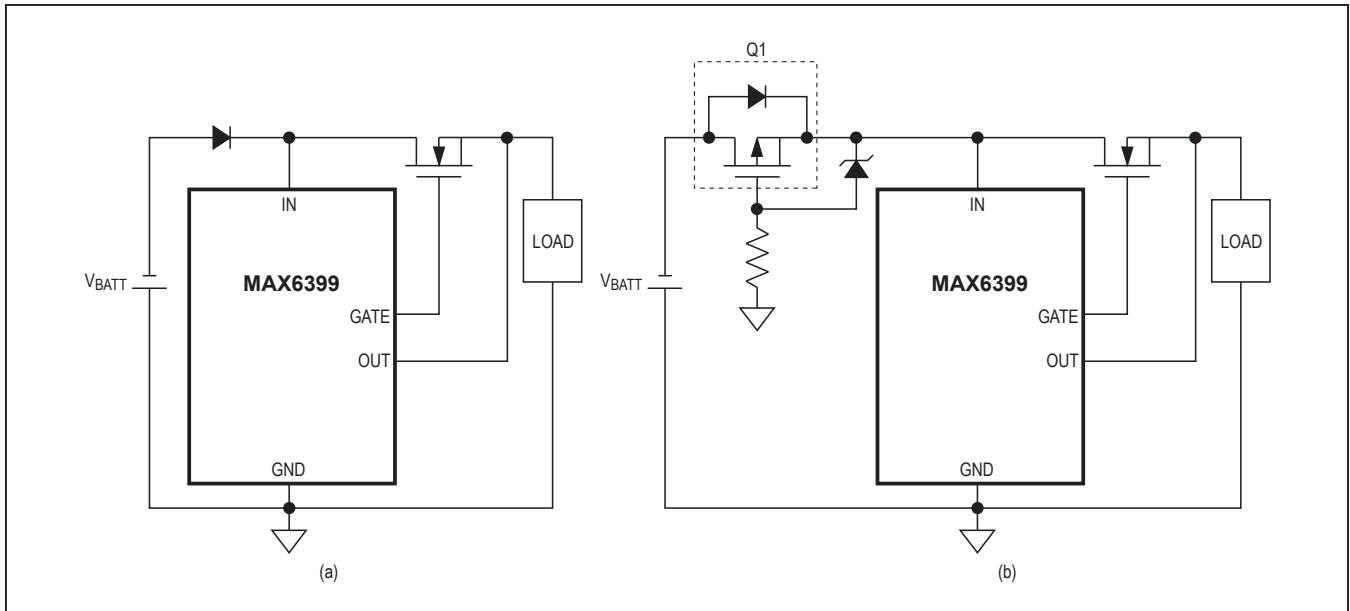 VBATT
IN
MAX6399
GATE
OUT
GND
LOAD
(a)
Q1
VBATT
IN
MAX6399
GATE
OUT
GND
LOAD
(b)